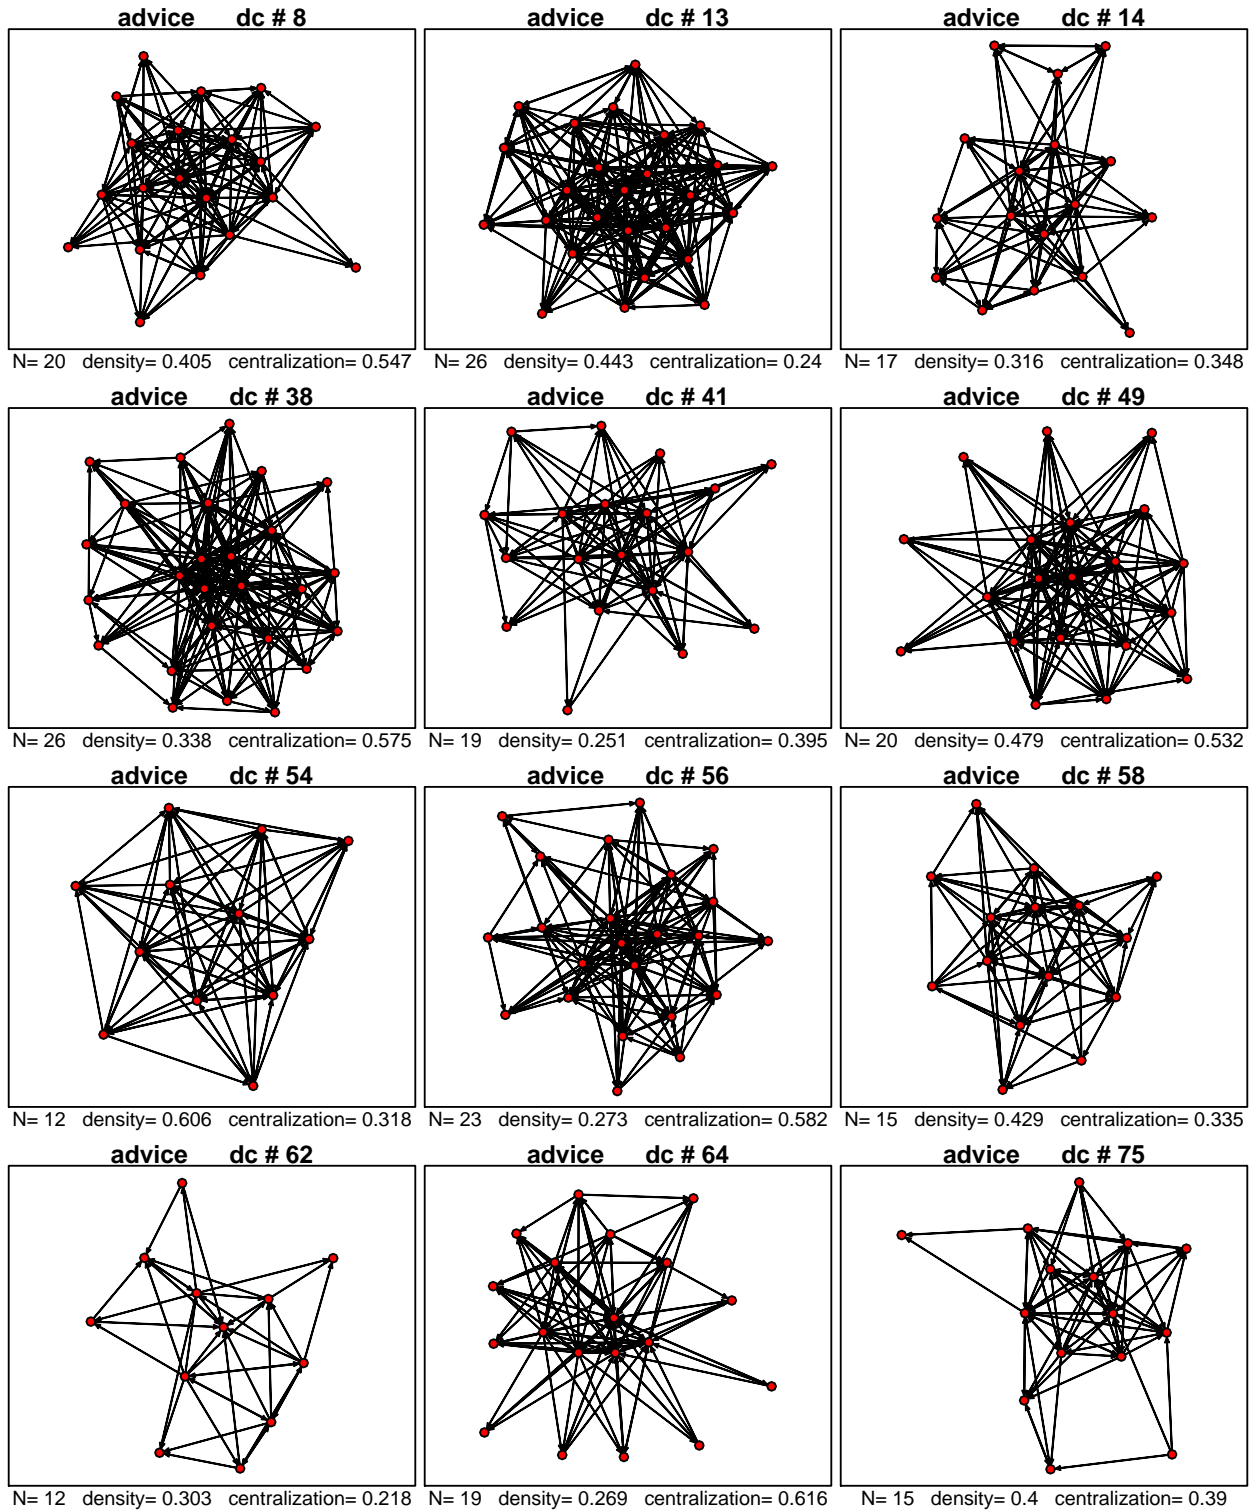 advice dc # 8
advice dc # 13
advice dc # 14
N= 20 density= 0.405 centralization= 0.547
N= 26 density= 0.443 centralization= 0.24
N= 17 density= 0.316 centralization= 0.348
advice dc # 38
advice dc # 41
advice dc # 49
N= 26 density= 0.338 centralization= 0.575
N= 19 density= 0.251 centralization= 0.395
N= 20 density= 0.479 centralization= 0.532
advice dc # 54
advice dc # 56
advice dc # 58
N= 12 density= 0.606 centralization= 0.318
N= 23 density= 0.273 centralization= 0.582
N= 15 density= 0.429 centralization= 0.335
advice dc # 62
advice dc # 64
advice dc # 75
N= 12 density= 0.303 centralization= 0.218
N= 19 density= 0.269 centralization= 0.616
N= 15 density= 0.4 centralization= 0.39